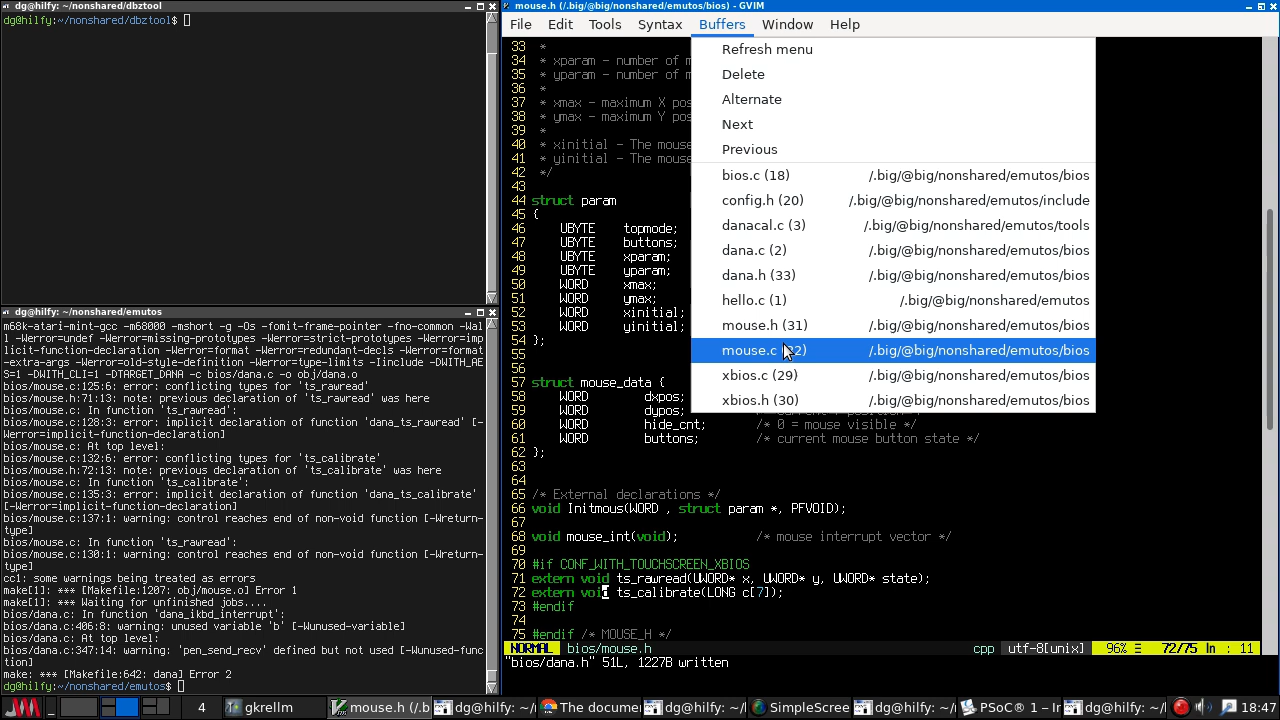 dg@hilfy: ~/nonshared/dbztool
dg@hilfy:~/nonshared/dbztool$
dg@hilfy: ~/nonshared/emutos
m68k-atari-mint-gcc -m68000 -mshort -g -Os -fomit-frame-pointer -fno-common -Wal
l -Wundef -Wmissing-prototypes -Wstrict-prototypes -Werror=imp
licit-function-declaration -Werror=format -Werror=redundant-decls -Werror=format
-extra-args -Werror=old-style-definition -Wtype-limits -Iinclude -DWITH_AE
S=1 -DWITH_CLI=1 -DTARGET_DANA -c bios/dana.c -o obj/dana.o
bios/mouse.c:125:6: error: conflicting types for 'ts_rawread'
bios/mouse.h:71:13: note: previous declaration of 'ts_rawread' was here
bios/mouse.c: In function 'ts_rawread':
bios/mouse.c:128:3: error: implicit declaration of function 'dana_ts_rawread' [-
Werror=implicit-function-declaration]
bios/mouse.c: At top level:
bios/mouse.c:132:6: error: conflicting types for 'ts_calibrate'
bios/mouse.h:72:13: note: previous declaration of 'ts_calibrate' was here
bios/mouse.c: In function 'ts_calibrate':
bios/mouse.c:135:3: error: implicit declaration of function 'dana_ts_calibrate'
[-Werror=implicit-function-declaration]
bios/mouse.c:137:1: warning: control reaches end of non-void function [-Wreturn-
type]
bios/mouse.c: In function 'ts_rawread':
bios/mouse.c:130:1: warning: control reaches end of non-void function [-Wreturn-
type]
cc1: some warnings being treated as errors
make[1]: *** [Makefile:1207: obj/mouse.o] Error 1
make[1]: *** Waiting for unfinished jobs....
bios/dana.c: In function 'dana_ikbd_interrupt':
bios/dana.c:406:8: warning: unused variable 'b' [-Wunused-variable]
bios/dana.c: At top level:
bios/dana.c:347:14: warning: 'pen_send_recv' defined but not used [-Wunused-func
tion]
make: *** [Makefile:642: dana] Error 2
dg@hilfy:~/nonshared/emutos$
mouse.h (/.big/@big/nonshared/emutos/bios) - GVIM
File Edit Tools Syntax Buffers Window Help
33 *
34 * xparam - number of m
35 * yparam - number of m
36 *
37 * xmax - maximum X pos
38 * ymax - maximum Y pos
39 *
40 * xinitial - The mouse
41 * yinitial - The mouse
42 */
43
44 struct param
45 {
46 UBYTE topmode;
47 UBYTE buttons;
48 UBYTE xparam;
49 UBYTE yparam;
50 WORD xmax;
51 WORD ymax;
52 WORD xinitial;
53 WORD yinitial;
54 };
55
56
57 struct mouse_data {
58 WORD dxpos;
59 WORD dypos;
60 WORD hide_cnt; /* 0 = mouse visible */
61 WORD buttons; /* current mouse button state */
62 };
63
64
65 /* External declarations */
66 void Initmous(WORD , struct param *, PFVOID);
67
68 void mouse_int(void); /* mouse interrupt vector */
69
70 #if CONF_WITH_TOUCHSCREEN_XBIOS
71 extern void ts_rawread(UWORD* x, UWORD* y, UWORD* state);
72 extern void ts_calibrate(LONG c[7]);
73 #endif
74
75 #endif /* MOUSE_H */
NORMAL bios/mouse.h cpp utf-8[unix] 96% ☰ 72/75 ln : 11
"bios/dana.h" 51L, 1227B written
Refresh menu
Delete
Alternate
Next
Previous
bios.c (18) /.big/@big/nonshared/emutos/bios
config.h (20) /.big/@big/nonshared/emutos/include
danacal.c (3) /.big/@big/nonshared/emutos/tools
dana.c (2) /.big/@big/nonshared/emutos/bios
dana.h (33) /.big/@big/nonshared/emutos/bios
hello.c (1) /.big/@big/nonshared/emutos
mouse.h (31) /.big/@big/nonshared/emutos/bios
mouse.c 2) /.big/@big/nonshared/emutos/bios
xbios.c (29) /.big/@big/nonshared/emutos/bios
xbios.h (30) /.big/@big/nonshared/emutos/bios
4 gkrellm mouse.h (/.b dg@hilfy: ~/ dg@hilfy: ~/r The documen dg@hilfy: ~/ SimpleScree dg@hilfy: ~/r PSoC® 1 – In dg@hilfy: ~/ 18:47